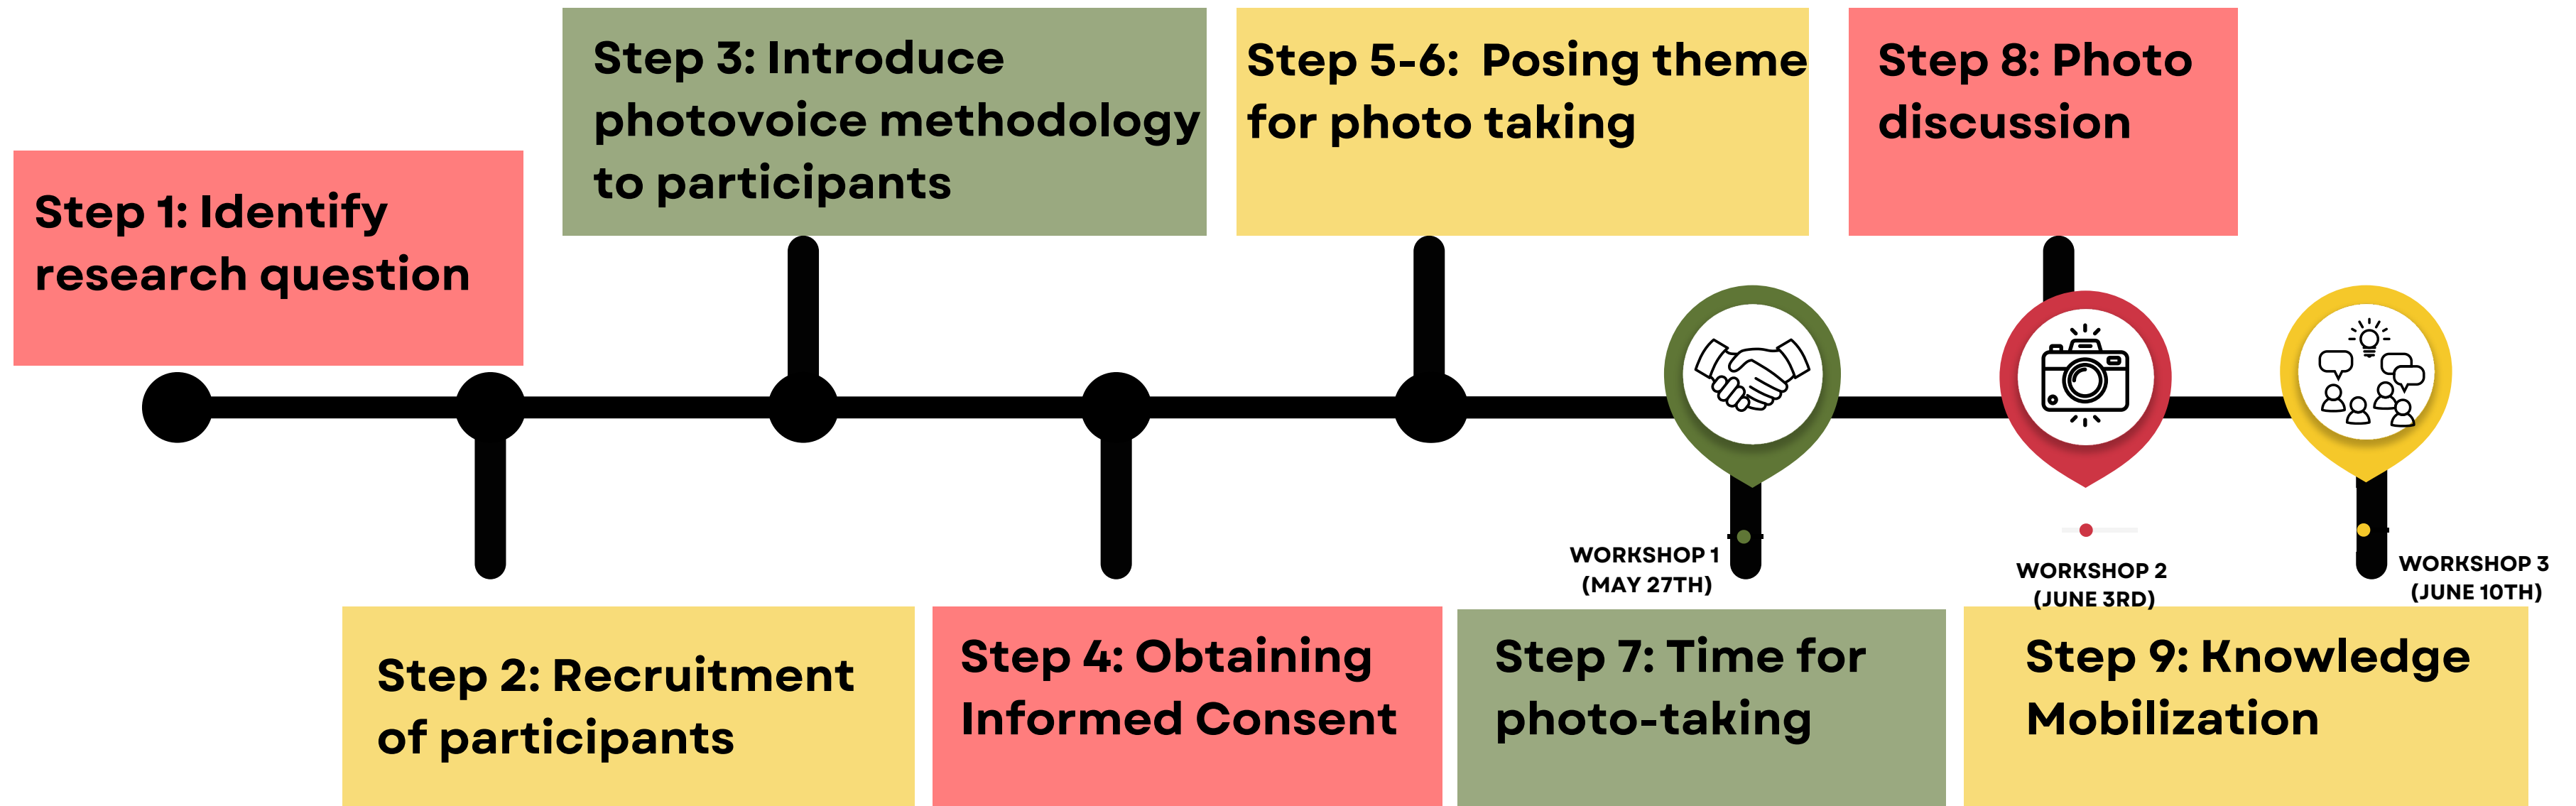 Step 1: Identify
research question
Step 2: Recruitment
of participants
Step 3: Introduce
photovoice methodology
to participants
Step 4: Obtaining
Informed Consent
Step 5-6: Posing theme
for photo taking
WORKSHOP 1
(MAY 27TH)
Step 7: Time for
photo-taking
Step 8: Photo
discussion
WORKSHOP 2
(JUNE 3RD)
WORKSHOP 3
(JUNE 10TH)
Step 9: Knowledge
Mobilization